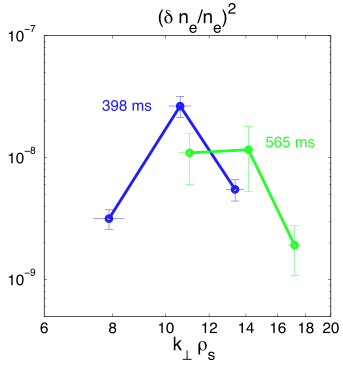 (δ n_e/n_e)^2
10^-7
398 ms
565 ms
10^-8
10^-9
6 8 10 12 14 16 18 20
k_⊥ ρ_s